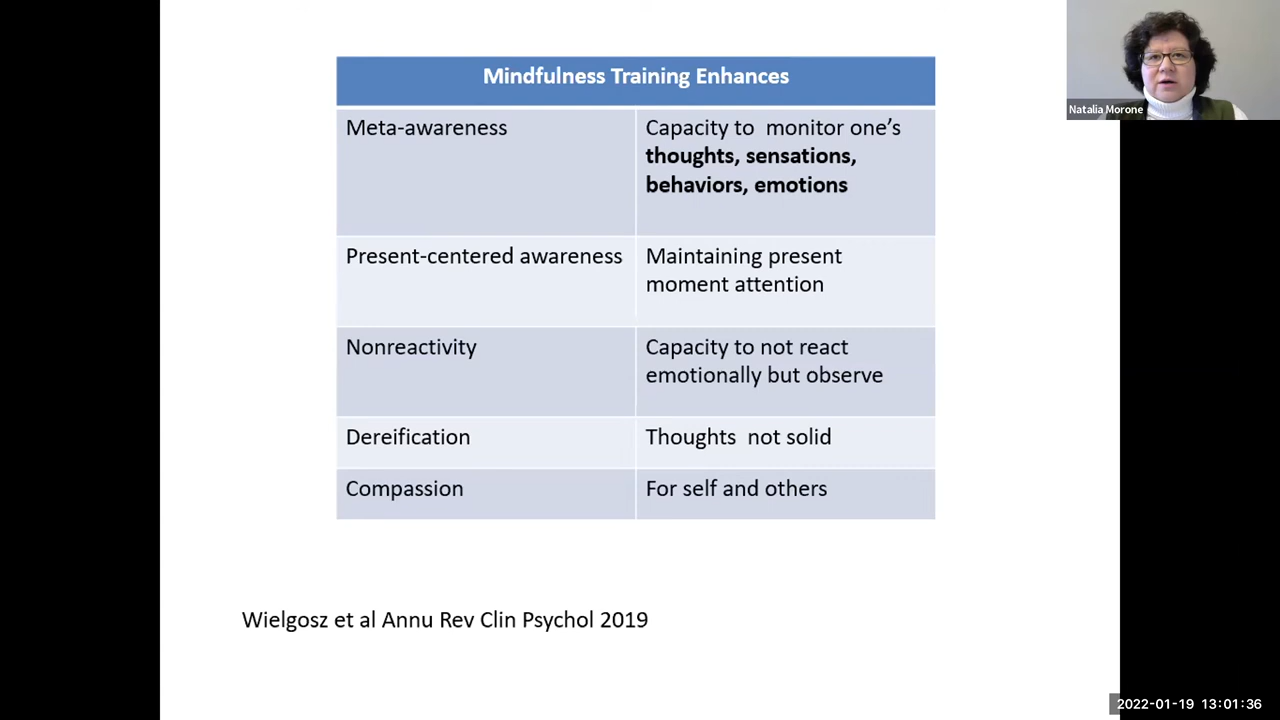 Mindfulness Training Enhances
Meta-awareness
Capacity to  monitor one's
thoughts, sensations,
behaviors, emotions
Present-centered awareness
Maintaining present
moment attention
Nonreactivity
Capacity to not react
emotionally but observe
Dereification
Thoughts  not solid
Compassion
For self and others
Wielgosz et al Annu Rev Clin Psychol 2019
Natalia Morone
2022-01-19 13:01:36